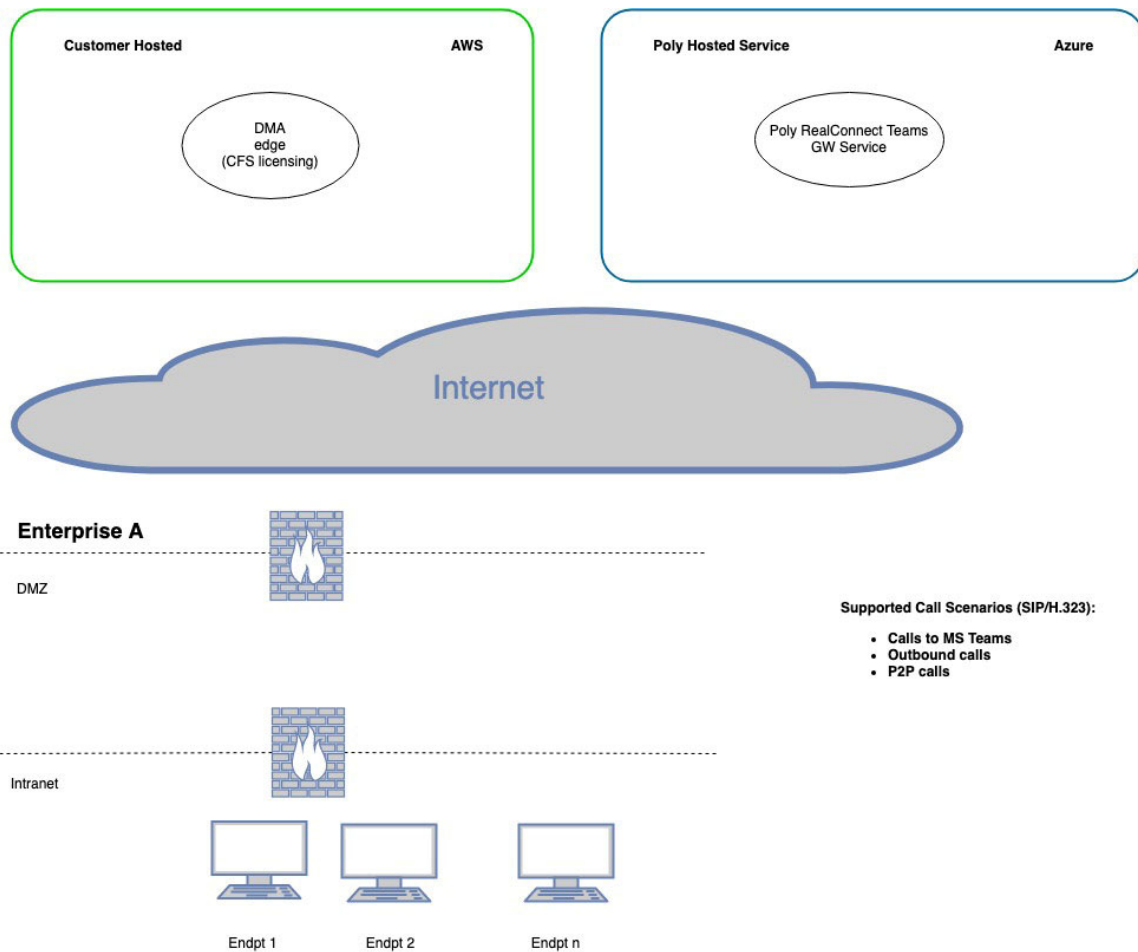 Customer Hosted
AWS
Poly Hosted Service
Azure
DMA
edge
(CFS licensing)
Poly RealConnect Teams
GW Service
Internet
Enterprise A
DMZ
Supported Call Scenarios (SIP/H.323):
• Calls to MS Teams
• Outbound calls
• P2P calls
Intranet
Endpt 1
Endpt 2
Endpt n